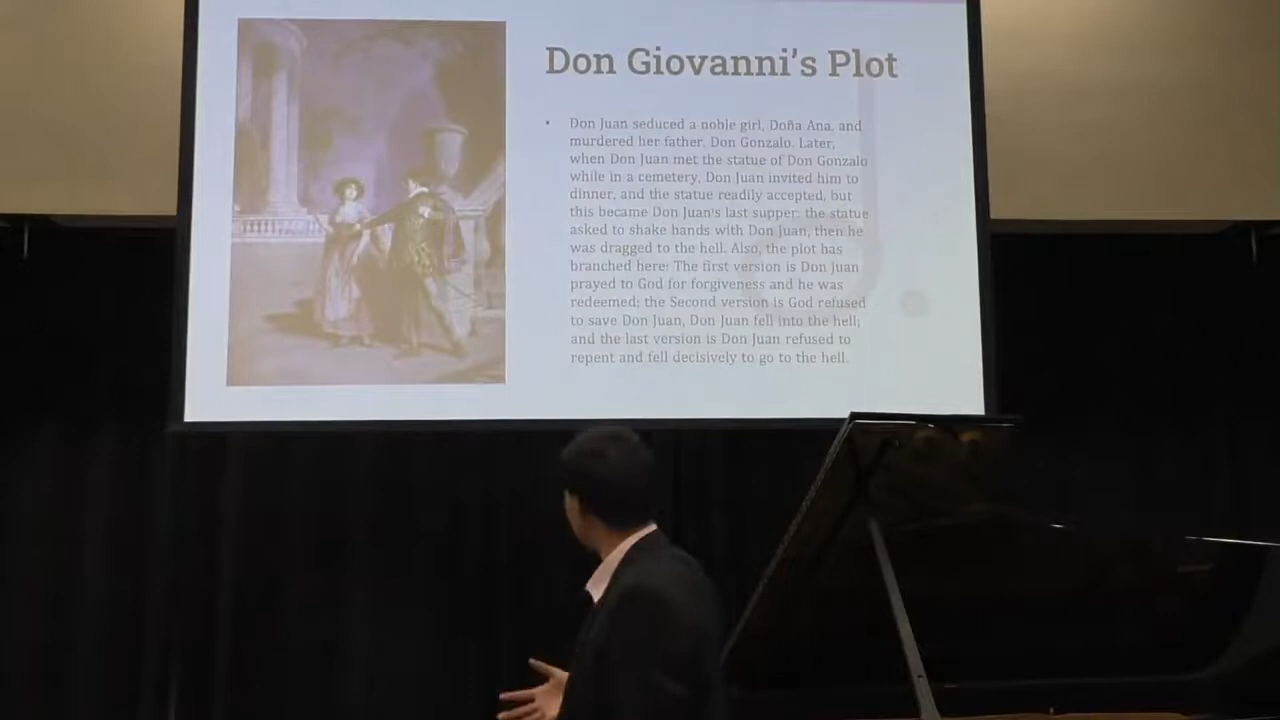 Don Giovanni's Plot
• Don Juan seduced a noble girl, Doña Ana, and
murdered her father, Don Gonzalo. Later,
when Don Juan met the statue of Don Gonzalo
while in a cemetery, Don Juan invited him to
dinner, and the statue readily accepted, but
this became Don Juan's last supper: the statue
asked to shake hands with Don Juan, then he
was dragged to the hell. Also, the plot has
branched here: The first version is Don Juan
prayed to God for forgiveness and he was
redeemed; the Second version is God refused
to save Don Juan, Don Juan fell into the hell;
and the last version is Don Juan refused to
repent and fell decisively to go to the hell.